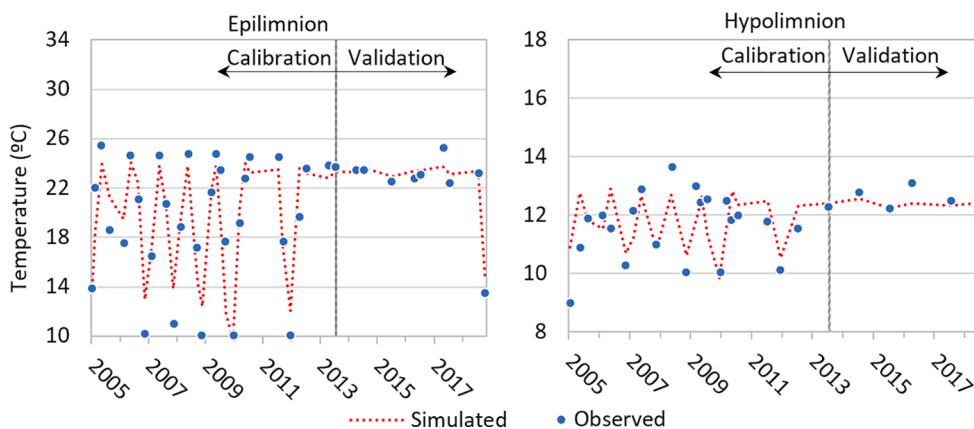 Epilimnion
Calibration Validation
Temperature (ºC)
34
30
26
22
18
14
10
2005 2007 2009 2011 2013 2015 2017
Hypolimnion
Calibration Validation
18
16
14
12
10
8
2005 2007 2009 2011 2013 2015 2017
Simulated Observed